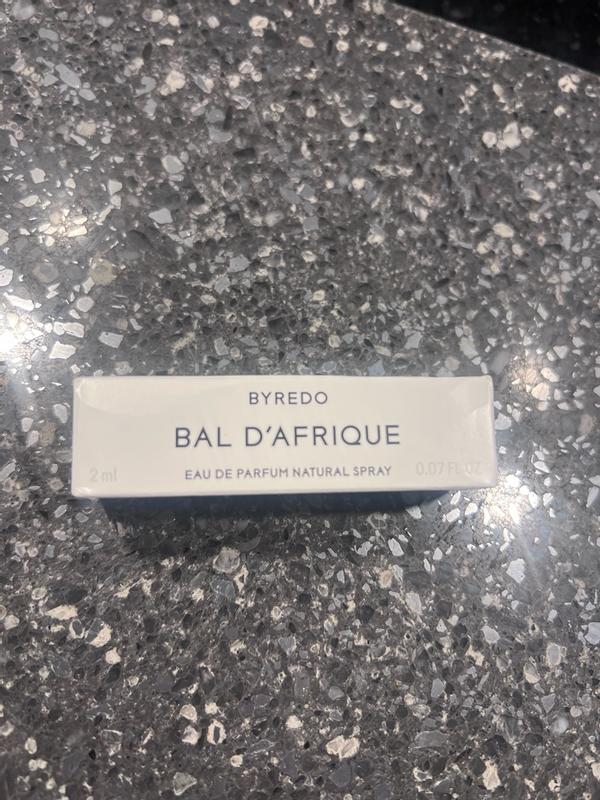 BYREDO
BAL D'AFRIQUE
2 ml EAU DE PARFUM NATURAL SPRAY 0.07 FL OZ